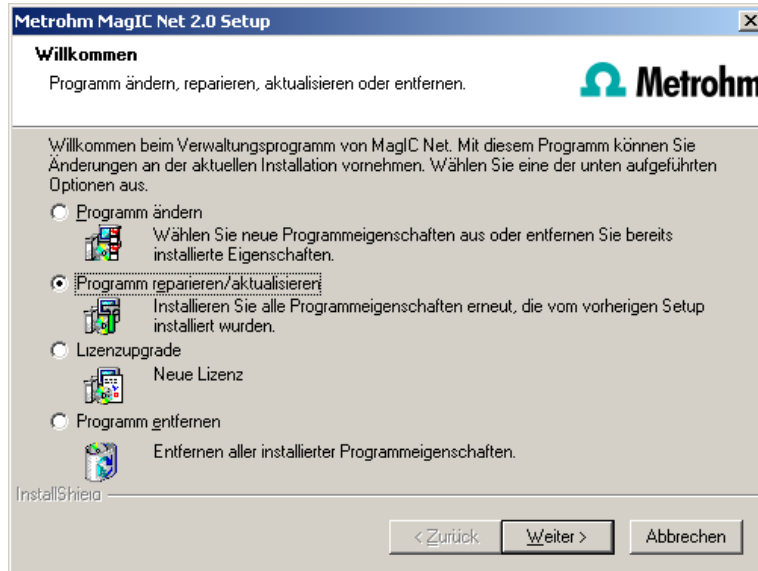 Metrohm MagIC Net 2.0 Setup
Willkommen
Programm ändern, reparieren, aktualisieren oder entfernen.
Metrohm
Willkommen beim Verwaltungsprogramm von MagIC Net. Mit diesem Programm können Sie
Änderungen an der aktuellen Installation vornehmen. Wählen Sie eine der unten aufgeführten
Optionen aus.
Programm ändern
Wählen Sie neue Programmeigenschaften aus oder entfernen Sie bereits
installierte Eigenschaften.
Programm reparieren/aktualisieren
Installieren Sie alle Programmeigenschaften erneut, die vom vorherigen Setup
installiert wurden.
Lizenzupgrade
Neue Lizenz
Programm entfernen
Entfernen aller installierter Programmeigenschaften.
InstallShield
< Zurück Weiter > Abbrechen